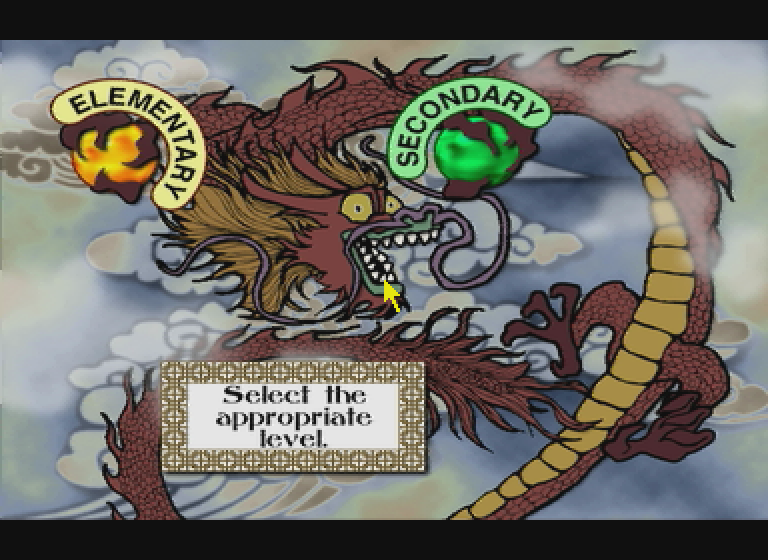 ELEMENTARY
SECONDARY
Select the
appropriate
level.